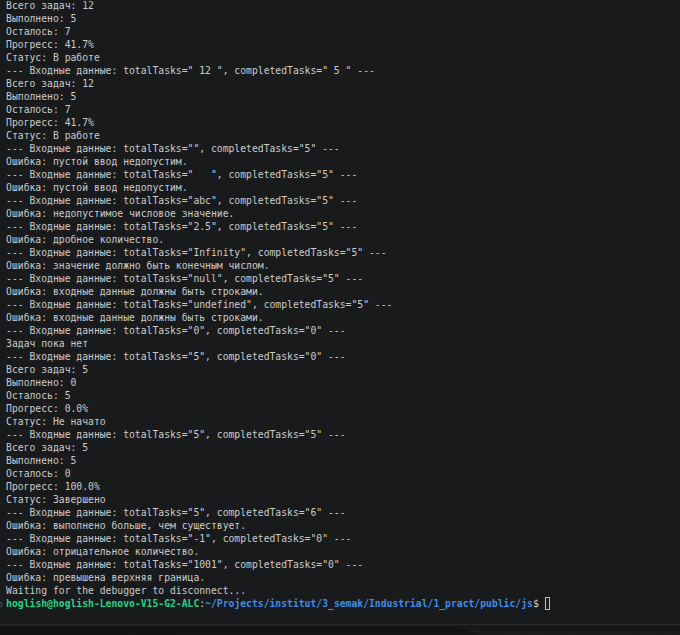 Всего задач: 12
Выполнено: 5
Осталось: 7
Прогресс: 41.7%
Статус: В работе
--- Входные данные: totalTasks=" 12 ", completedTasks=" 5 " ---
Всего задач: 12
Выполнено: 5
Осталось: 7
Прогресс: 41.7%
Статус: В работе
--- Входные данные: totalTasks="", completedTasks="5" ---
Ошибка: пустой ввод недопустим.
--- Входные данные: totalTasks="   ", completedTasks="5" ---
Ошибка: пустой ввод недопустим.
--- Входные данные: totalTasks="abc", completedTasks="5" ---
Ошибка: недопустимое числовое значение.
--- Входные данные: totalTasks="2.5", completedTasks="5" ---
Ошибка: дробное количество.
--- Входные данные: totalTasks="Infinity", completedTasks="5" ---
Ошибка: значение должно быть конечным числом.
--- Входные данные: totalTasks="null", completedTasks="5" ---
Ошибка: входные данные должны быть строками.
--- Входные данные: totalTasks="undefined", completedTasks="5" ---
Ошибка: входные данные должны быть строками.
--- Входные данные: totalTasks="0", completedTasks="0" ---
Задач пока нет
--- Входные данные: totalTasks="5", completedTasks="0" ---
Всего задач: 5
Выполнено: 0
Осталось: 5
Прогресс: 0.0%
Статус: Не начато
--- Входные данные: totalTasks="5", completedTasks="5" ---
Всего задач: 5
Выполнено: 5
Осталось: 0
Прогресс: 100.0%
Статус: Завершено
--- Входные данные: totalTasks="5", completedTasks="6" ---
Ошибка: выполнено больше, чем существует.
--- Входные данные: totalTasks="-1", completedTasks="0" ---
Ошибка: отрицательное количество.
--- Входные данные: totalTasks="1001", completedTasks="0" ---
Ошибка: превышена верхняя граница.
Waiting for the debugger to disconnect...
hoglish@hoglish-Lenovo-V15-G2-ALC:~/Projects/institut/3_semak/Industrial/1_pract/public/js$